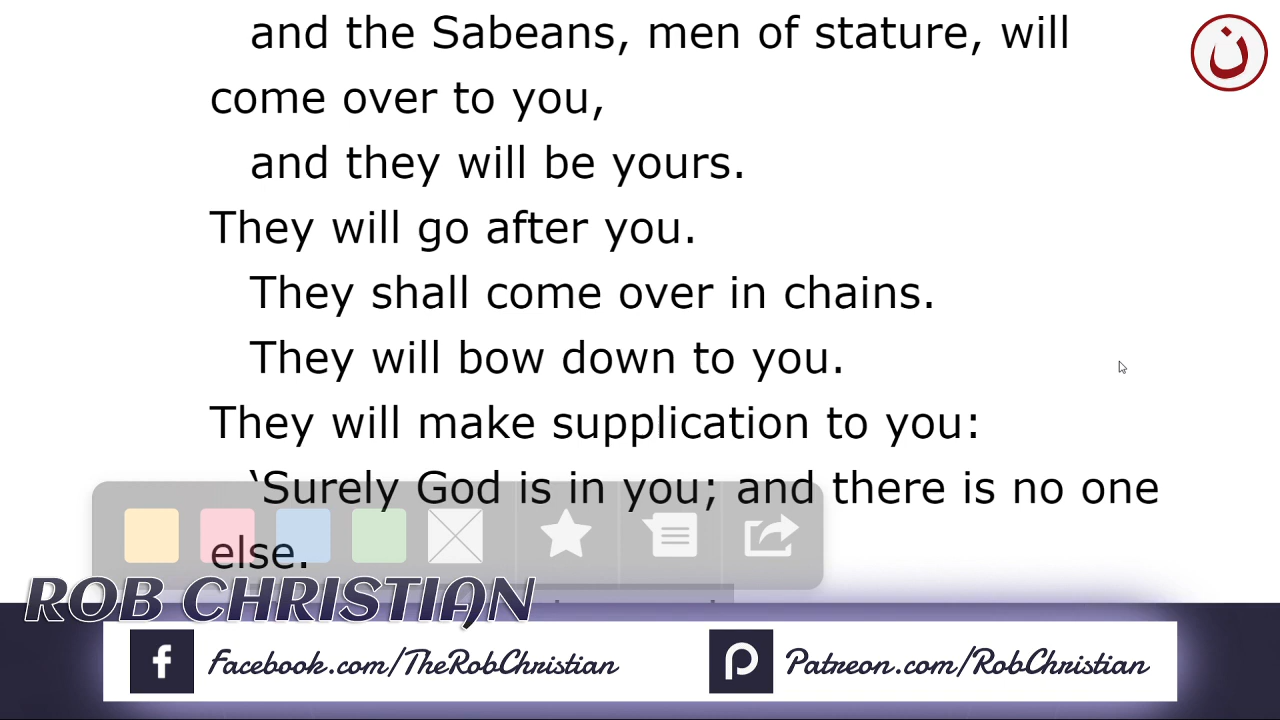 and the Sabeans, men of stature, will
come over to you,
and they will be yours.
They will go after you.
They shall come over in chains.
They will bow down to you.
They will make supplication to you:
‘Surely God is in you; and there is no one
else.
ROB CHRISTIAN
Facebook.com/TheRobChristian
Patreon.com/RobChristian
ن